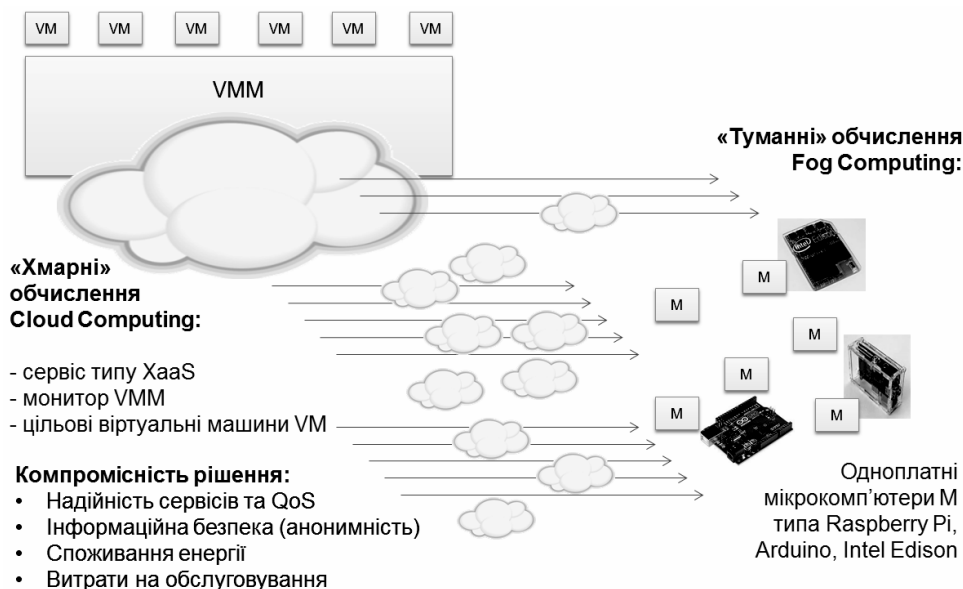 VM VM VM VM VM VM
VMM
«Туманні» обчислення
Fog Computing:
«Хмарні»
обчислення
Cloud Computing:
- сервіс типу XaaS
- монитор VMM
- цільові віртуальні машини VM
Компромісність рішення:
• Надійність сервісів та QoS
• Інформаційна безпека (анонимність)
• Споживання енергії
• Витрати на обслуговування
intel
M
M
M
M
M
M
Одноплатні
мікрокомп’ютери М
типа Raspberry Pi,
Arduino, Intel Edison